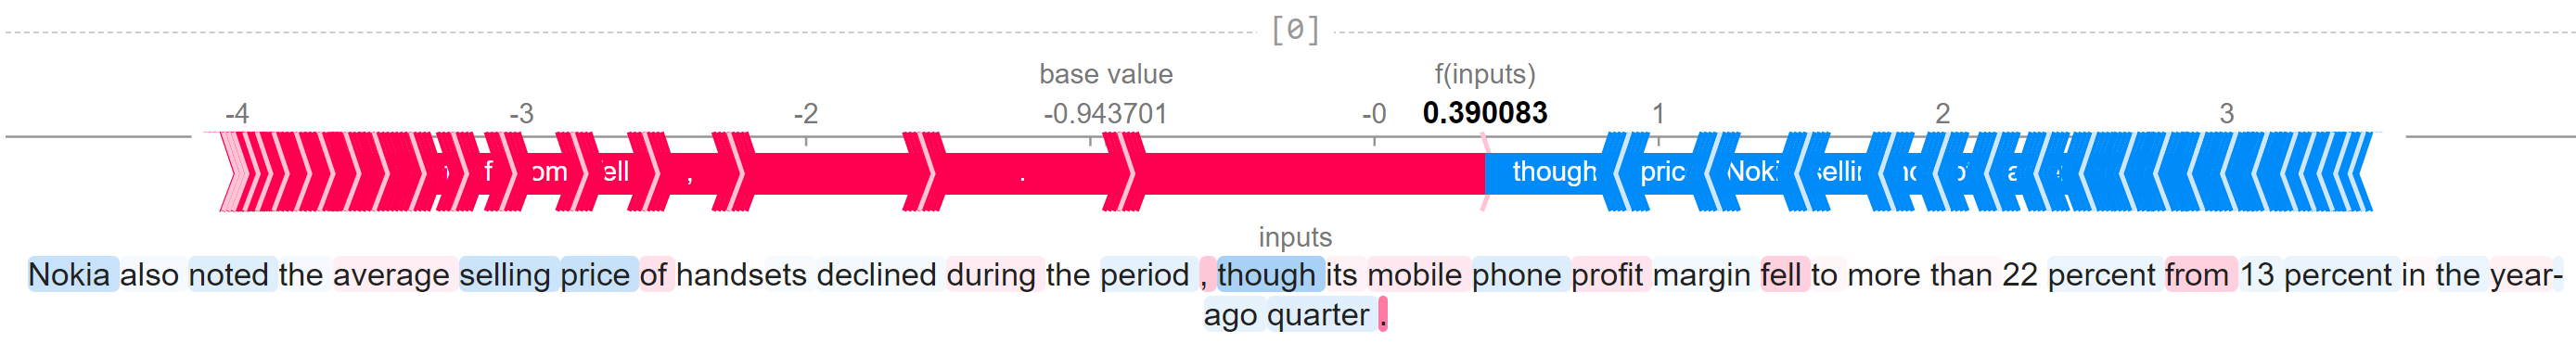 [0]
base value f(inputs)
-4 -3 -2 -0.943701 -0 0.390083 1 2 3
f om ell , . though pric Noki sellin
inputs
Nokia also noted the average selling price of handsets declined during the period , though its mobile phone profit margin fell to more than 22 percent from 13 percent in the year-
ago quarter .